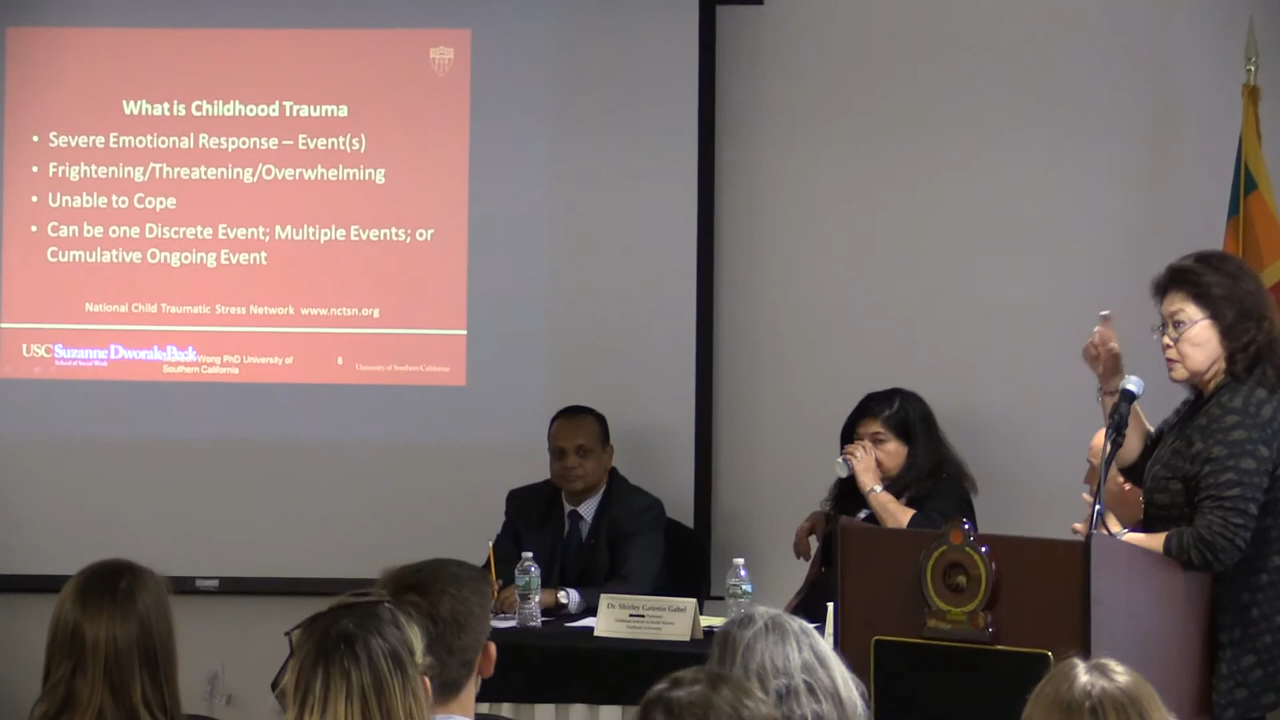 What is Childhood Trauma
• Severe Emotional Response – Event(s)
• Frightening/Threatening/Overwhelming
• Unable to Cope
• Can be one Discrete Event; Multiple Events; or
Cumulative Ongoing Event
National Child Traumatic Stress Network www.nctsn.org
USC Suzanne Dworak-Peck
School of Social Work
Wong PhD University of
Southern California
6
University of Southern California
Dr. Shirley Gatenio Gabel